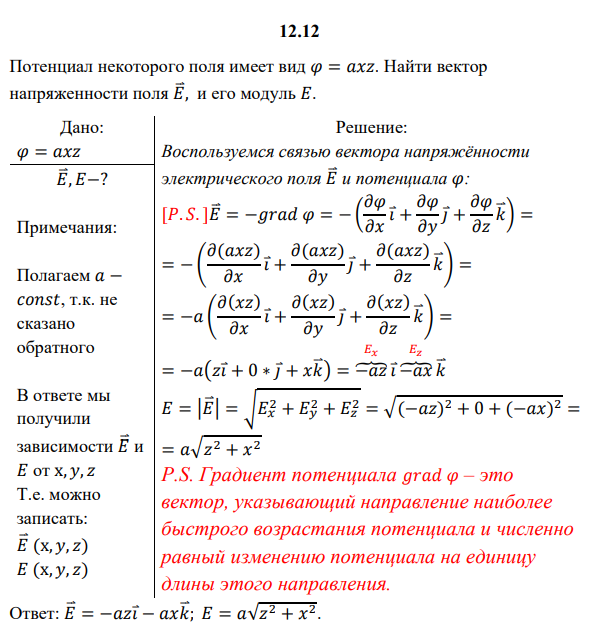 12.12
Потенциал некоторого поля имеет вид φ = axz. Найти вектор
напряженности поля E⃗, и его модуль E.
Дано:
φ = axz
E⃗, E−?
Примечания:
Полагаем a −
const, т.к. не
сказано
обратного
В ответе мы
получили
зависимости E⃗ и
E от x, y, z
Т.е. можно
записать:
E⃗ (x, y, z)
E (x, y, z)
Решение:
Воспользуемся связью вектора напряжённости
электрического поля E⃗ и потенциала φ:
[P.S.]E⃗ = −grad φ = −(∂φ/∂x i⃗ + ∂φ/∂y j⃗ + ∂φ/∂z k⃗) =
= −(∂(axz)/∂x i⃗ + ∂(axz)/∂y j⃗ + ∂(axz)/∂z k⃗) =
= −a(∂(xz)/∂x i⃗ + ∂(xz)/∂y j⃗ + ∂(xz)/∂z k⃗) =
Eₓ E_z
= −a(zi⃗ + 0 ∗ j⃗ + xk⃗) = −az i⃗ −ax k⃗
E = |E⃗| = √(Eₓ² + E_y² + E_z²) = √((−az)² + 0 + (−ax)²) =
= a√(z² + x²)
P.S. Градиент потенциала grad φ – это
вектор, указывающий направление наиболее
быстрого возрастания потенциала и численно
равный изменению потенциала на единицу
длины этого направления.
Ответ: E⃗ = −azi⃗ − axk⃗; E = a√(z² + x²).